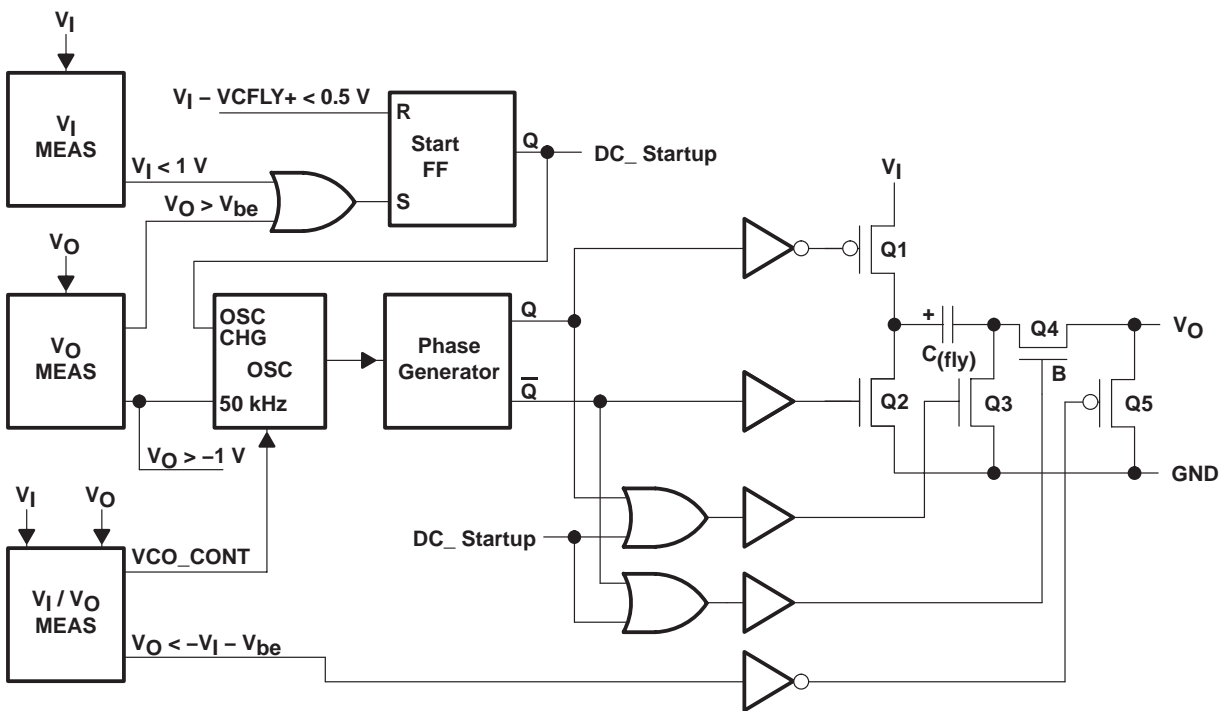 VI
VI
MEAS
VI – VCFLY+ < 0.5 V
R
Start
FF
Q
S
DC_ Startup
VI < 1 V
VO > Vbe
VO
VO
MEAS
OSC
CHG
OSC
50 kHz
VO > –1 V
Phase
Generator
Q
Q̅
VI
Q1
+
C(fly)
Q4
B
VO
Q2
Q3
Q5
GND
DC_ Startup
VI
VO
VI / VO
MEAS
VCO_CONT
VO < –VI – Vbe